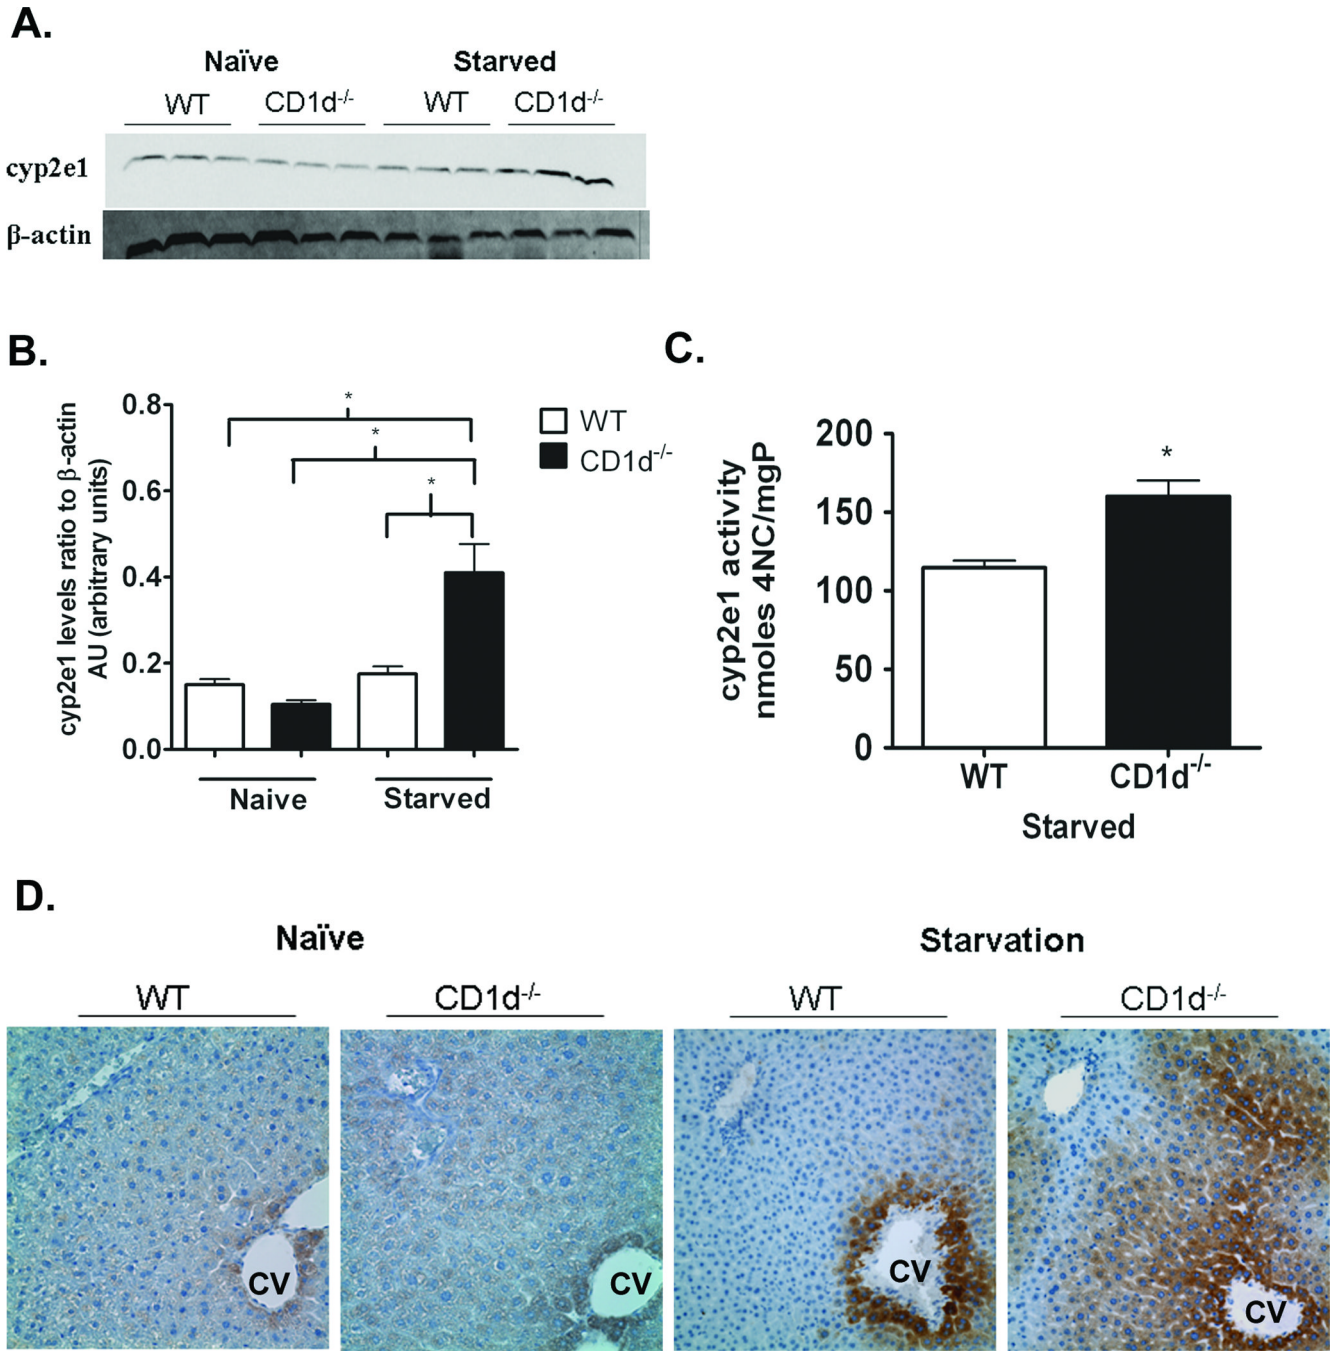 A.
Naïve Starved
WT CD1d-/- WT CD1d-/-
cyp2e1
β-actin
B.
cyp2e1 levels ratio to β-actin
AU (arbitrary units)
0.8
0.6
0.4
0.2
0.0
*
*
*
WT
CD1d-/-
Naive Starved
C.
cyp2e1 activity
nmoles 4NC/mgP
200
150
100
50
0
*
WT CD1d-/-
Starved
D.
Naïve Starvation
WT CD1d-/- WT CD1d-/-
CV CV CV CV